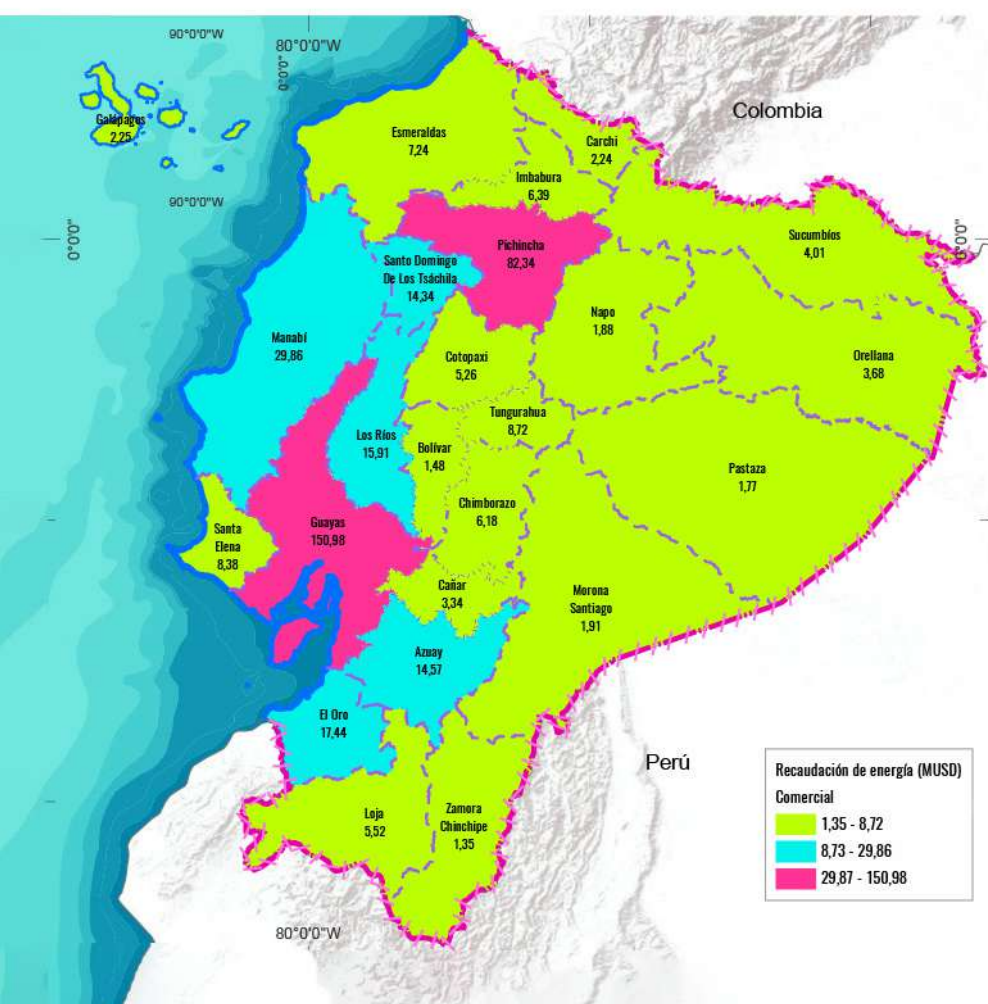 90°0'0"W
80°0'0"W
0°0'0"
Colombia
Galápagos
2,25
Esmeraldas
7,24
Carchi
2,24
Imbabura
6,39
90°0'0"W
0°0'0"
Pichincha
82,34
Sucumbíos
4,01
0°0'0"
Santo Domingo
De Los Tsáchila
14,34
Napo
1,88
Manabí
29,86
Cotopaxi
5,26
Orellana
3,68
Tungurahua
8,72
Los Ríos
15,91
Bolívar
1,48
Pastaza
1,77
Chimborazo
6,18
Guayas
150,98
Santa
Elena
8,38
Cañar
3,34
Morona
Santiago
1,91
Azuay
14,57
El Oro
17,44
Perú
Loja
5,52
Zamora
Chinchipe
1,35
Recaudación de energía (MUSD)
Comercial
1,35 - 8,72
8,73 - 29,86
29,87 - 150,98
80°0'0"W